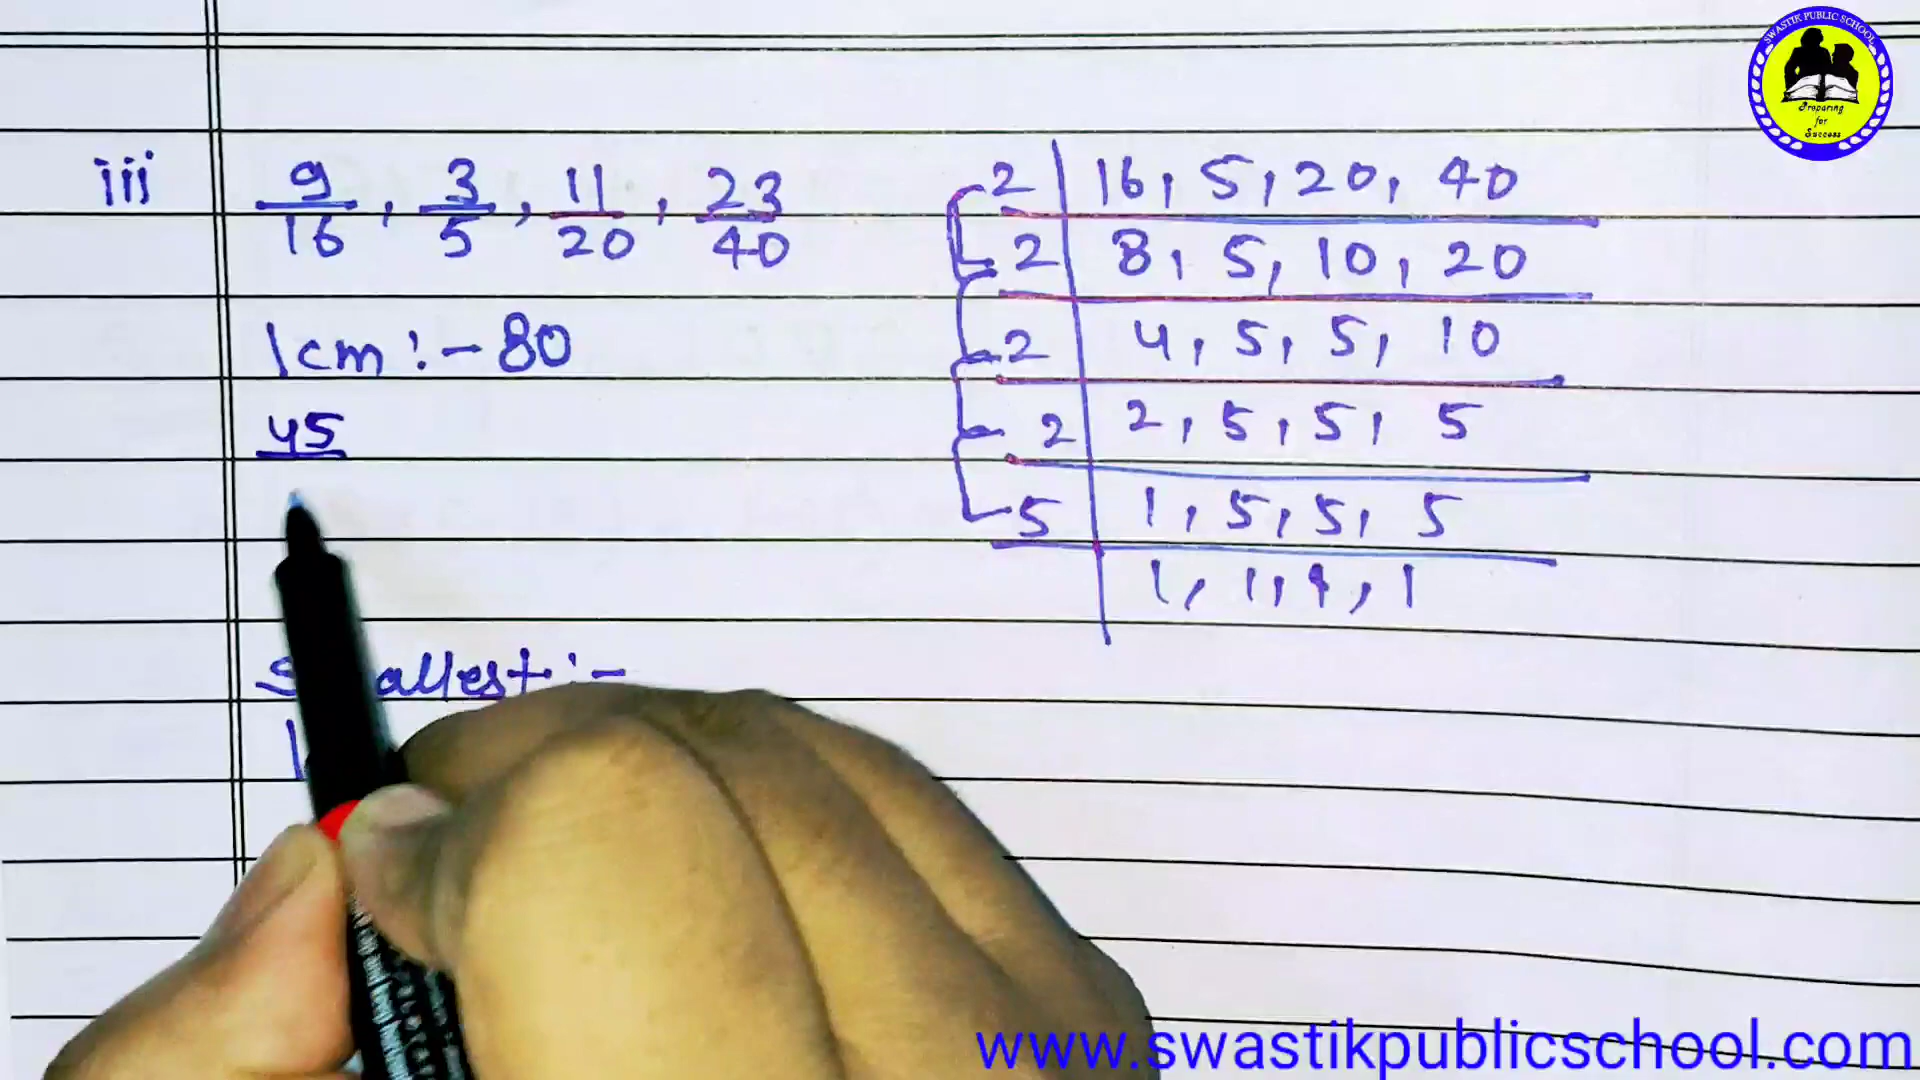 SWASTIK PUBLIC SCHOOL
Preparing
for
Success
iii 9/16, 3/5, 11/20, 23/40
lcm :- 80
45
allest :-
2 | 16, 5, 20, 40
2 | 8, 5, 10, 20
2 | 4, 5, 5, 10
2 | 2, 5, 5, 5
5 | 1, 5, 5, 5
1, 1, 1, 1
www.swastikpublicschool.com